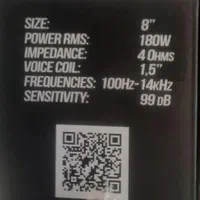 SIZE: 8"
POWER RMS: 180W
IMPEDANCE: 4 OHMS
VOICE COIL: 1,5"
FREQUENCIES: 100HZ-14KHZ
SENSITIVITY: 99 DB